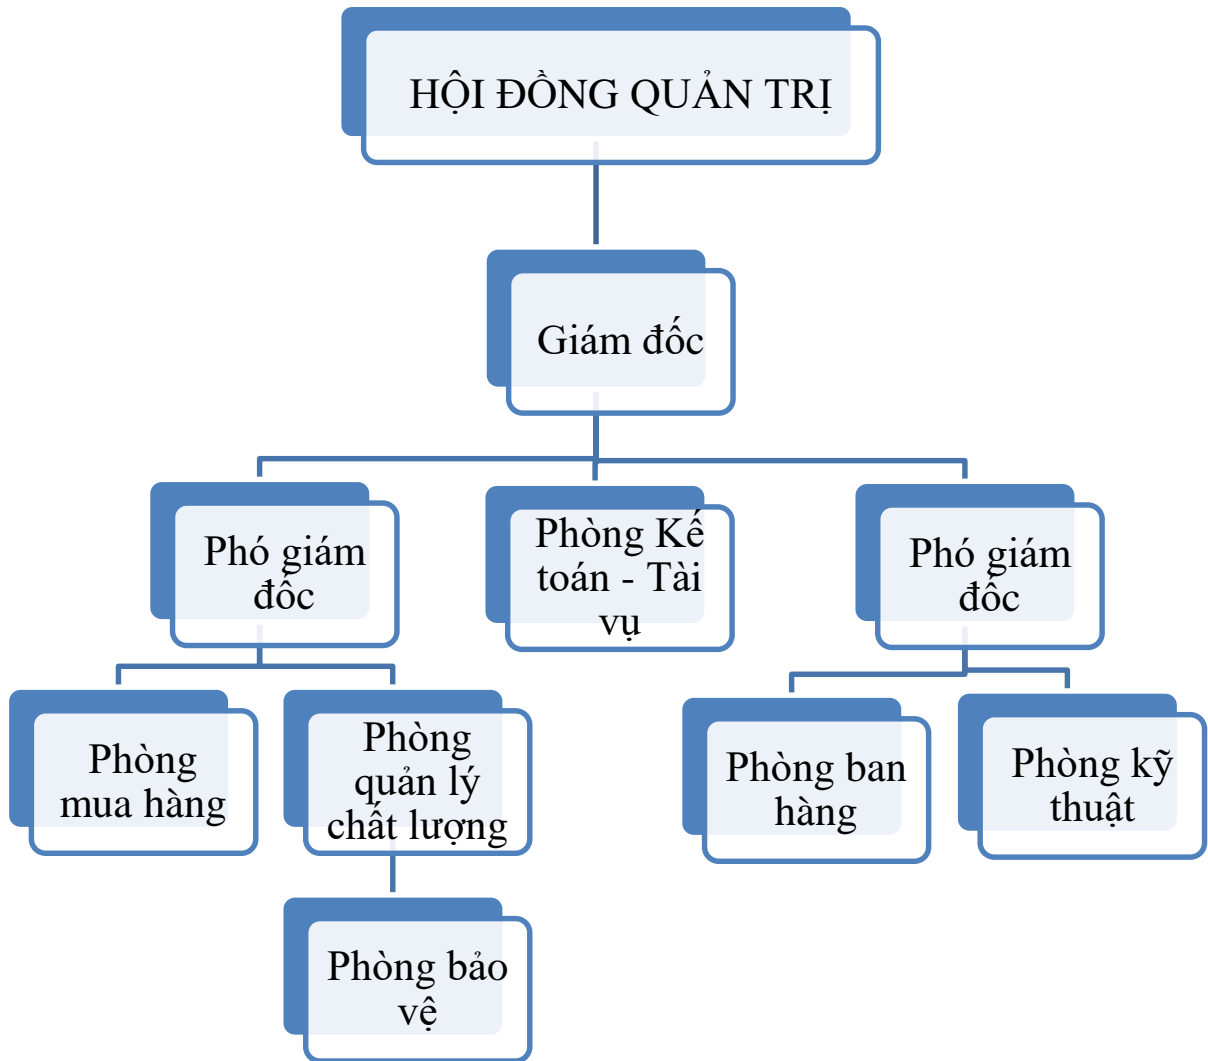 HỘI ĐỒNG QUẢN TRỊ
Giám đốc
Phó giám
đốc
Phòng Kế
toán - Tài
vụ
Phó giám
đốc
Phòng
mua hàng
Phòng
quản lý
chất lượng
Phòng ban
hàng
Phòng kỹ
thuật
Phòng bảo
vệ